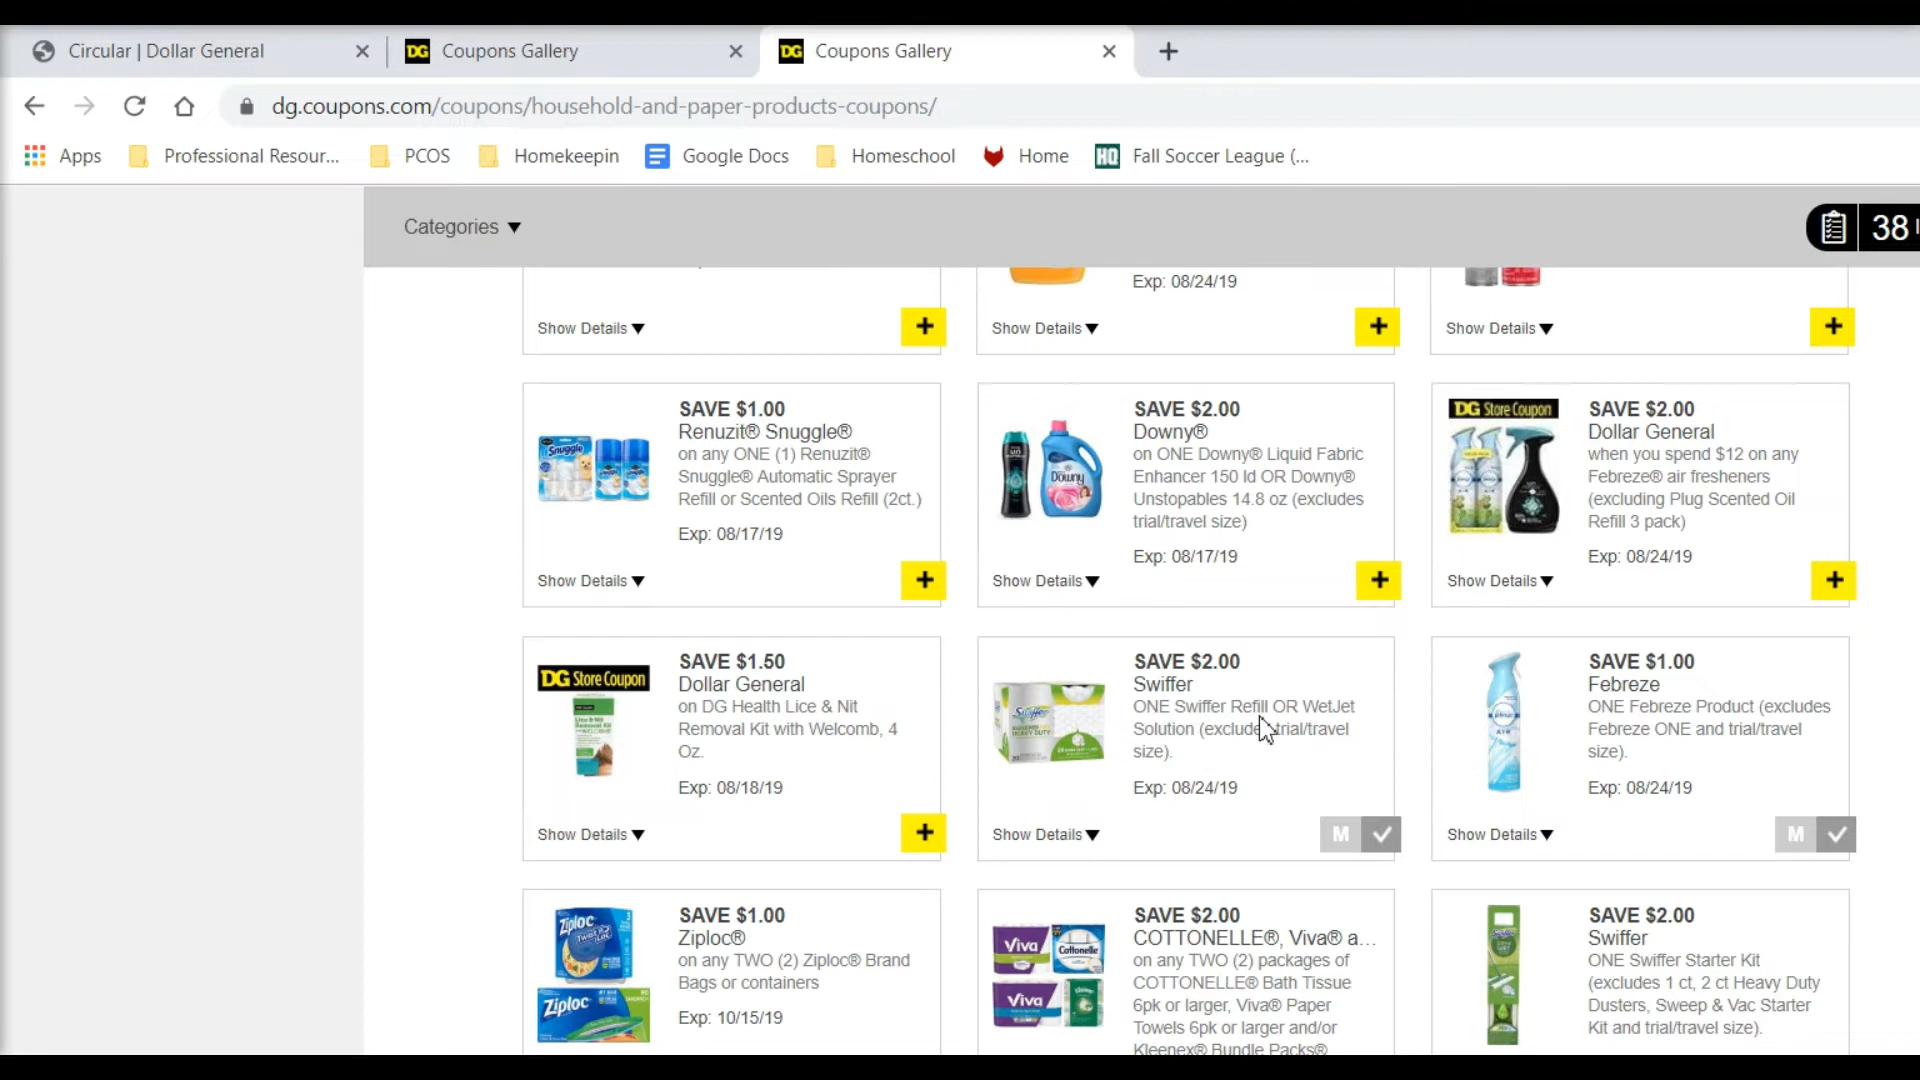 Circular | Dollar General
DG Coupons Gallery
DG Coupons Gallery
dg.coupons.com/coupons/household-and-paper-products-coupons/
Apps Professional Resour... PCOS Homekeepin Google Docs Homeschool Home HQ Fall Soccer League (...
Categories
38
Show Details
Exp: 08/24/19
Show Details
Show Details
SAVE $1.00
Renuzit® Snuggle®
on any ONE (1) Renuzit®
Snuggle® Automatic Sprayer
Refill or Scented Oils Refill (2ct.)
Exp: 08/17/19
Show Details
Snuggle
SAVE $2.00
Downy®
on ONE Downy® Liquid Fabric
Enhancer 150 ld OR Downy®
Unstopables 14.8 oz (excludes
trial/travel size)
Exp: 08/17/19
Show Details
Downy
DG Store Coupon
SAVE $2.00
Dollar General
when you spend $12 on any
Febreze® air fresheners
(excluding Plug Scented Oil
Refill 3 pack)
Exp: 08/24/19
Show Details
DG Store Coupon
SAVE $1.50
Dollar General
on DG Health Lice & Nit
Removal Kit with Welcomb, 4
Oz.
Exp: 08/18/19
Show Details
SAVE $2.00
Swiffer
ONE Swiffer Refill OR WetJet
Solution (exclude trial/travel
size).
Exp: 08/24/19
Show Details
M
Swiffer
SAVE $1.00
Febreze
ONE Febreze Product (excludes
Febreze ONE and trial/travel
size).
Exp: 08/24/19
Show Details
M
Ziploc
Ziploc
SAVE $1.00
Ziploc®
on any TWO (2) Ziploc® Brand
Bags or containers
Exp: 10/15/19
Viva Cottonelle
Viva
SAVE $2.00
COTTONELLE®, Viva® a...
on any TWO (2) packages of
COTTONELLE® Bath Tissue
6pk or larger, Viva® Paper
Towels 6pk or larger and/or
Kleenex® Bundle Packs®
SAVE $2.00
Swiffer
ONE Swiffer Starter Kit
(excludes 1 ct, 2 ct Heavy Duty
Dusters, Sweep & Vac Starter
Kit and trial/travel size).